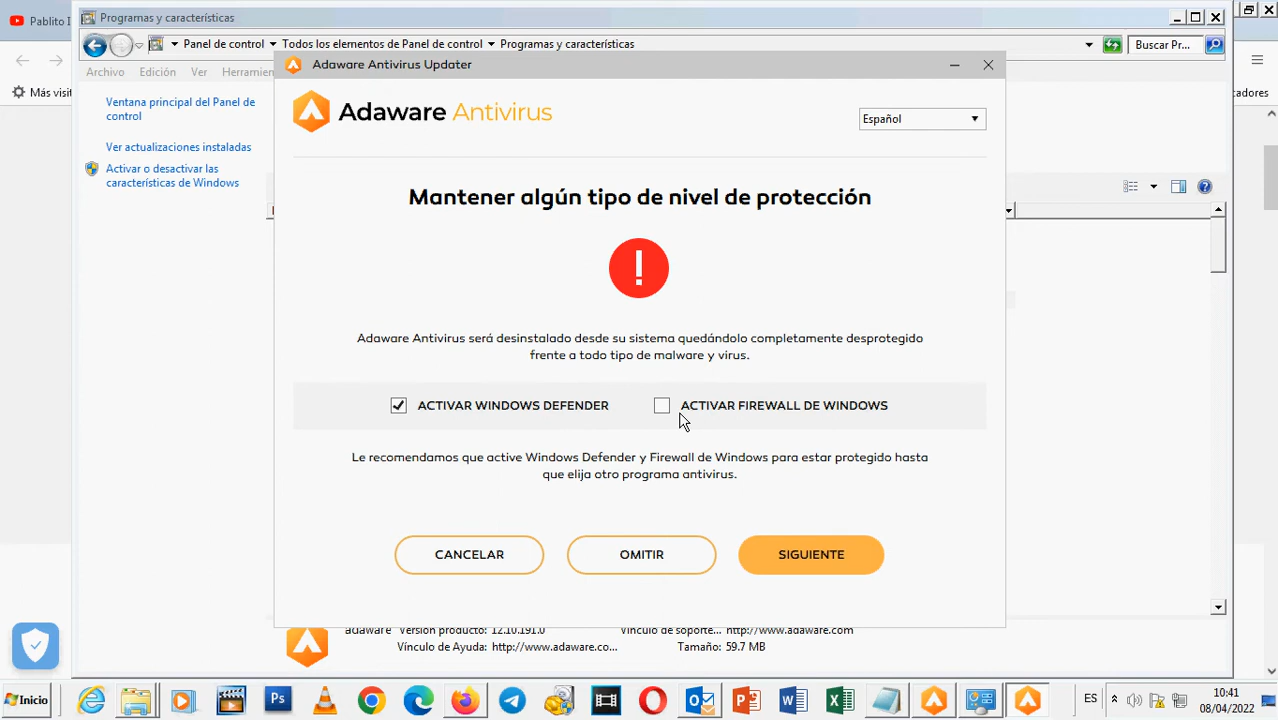 Pablito
Programas y características
Panel de control
Todos los elementos de Panel de control
Programas y características
Buscar Pr...
Archivo
Edición
Ver
Herramien
Más visit
adores
Ventana principal del Panel de
control
Ver actualizaciones instaladas
Activar o desactivar las
características de Windows
Adaware Antivirus Updater
Adaware Antivirus
Español
Mantener algún tipo de nivel de protección
!
Adaware Antivirus será desinstalado desde su sistema quedándolo completamente desprotegido
frente a todo tipo de malware y virus.
ACTIVAR WINDOWS DEFENDER
ACTIVAR FIREWALL DE WINDOWS
Le recomendamos que active Windows Defender y Firewall de Windows para estar protegido hasta
que elija otro programa antivirus.
CANCELAR
OMITIR
SIGUIENTE
adaware Versión producto: 12.10.191.0 Vínculo de soporte... http://www.adaware.com
Vínculo de Ayuda: http://www.adaware.co... Tamaño: 59.7 MB
Inicio
Ps
ES
10:41
08/04/2022